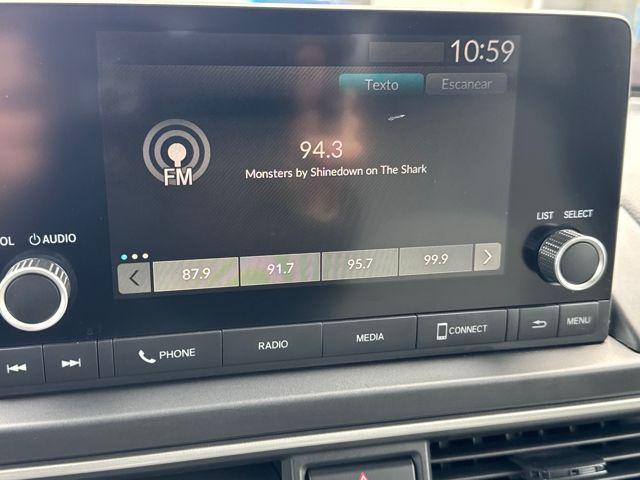 10:59
Texto Escanear
FM
94.3
Monsters by Shinedown on The Shark
87.9 91.7 95.7 99.9
LIST SELECT
OL AUDIO
PHONE RADIO MEDIA CONNECT MENU